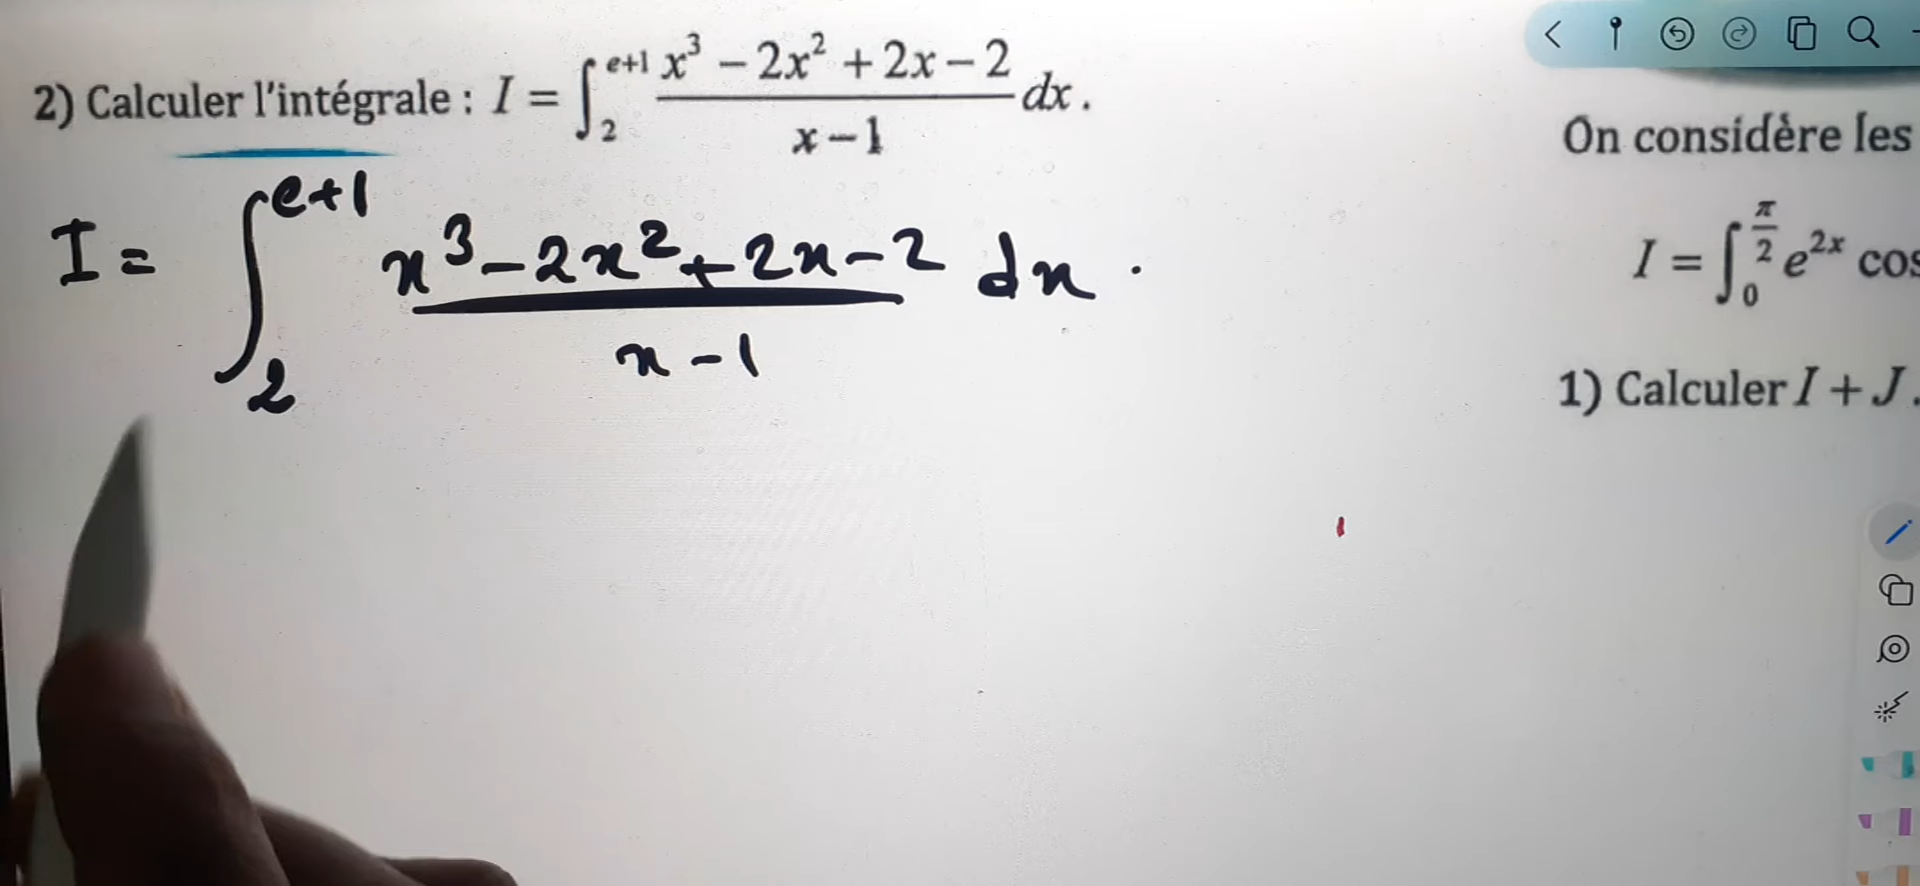 2) Calculer l'intégrale : I = ∫₂^{e+1} (x³ − 2x² + 2x − 2)/(x − 1) dx .
I = ∫₂^{e+1} (x³ − 2x² + 2x − 2)/(x − 1) dx .
On considère les
I = ∫₀^{π/2} e^{2x} cos
1) Calculer I + J .